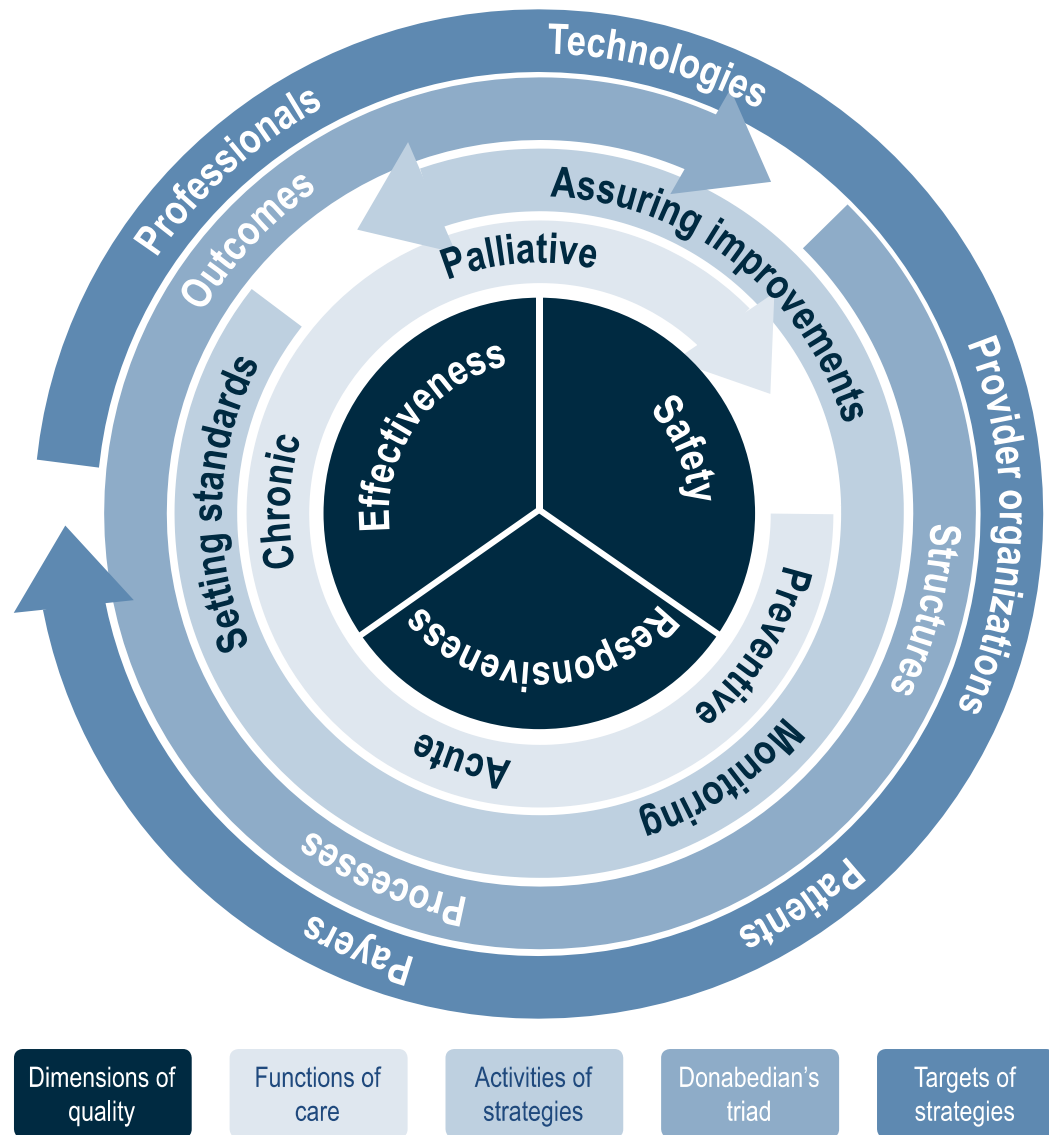 Technologies
Professionals
Outcomes
Assuring improvements
Palliative
Provider organizations
Setting standards
Chronic
Effectiveness
Safety
Structures
Preventive
Responsiveness
Acute
Monitoring
Processes
Patients
Payers
Dimensions of
quality
Functions of
care
Activities of
strategies
Donabedian's
triad
Targets of
strategies